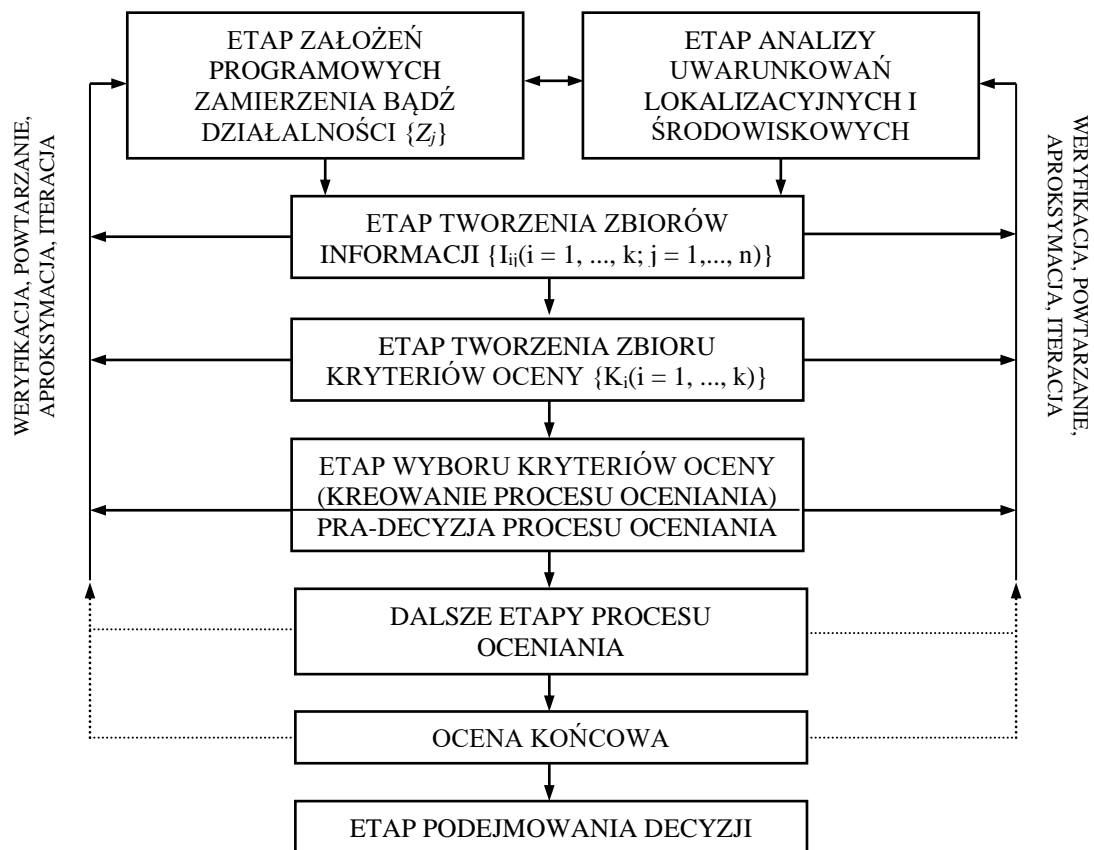 ETAP ZAŁOŻEŃ
PROGRAMOWYCH
ZAMIERZENIA BĄDŹ
DZIAŁALNOŚCI {Zj}
ETAP ANALIZY
UWARUNKOWAŃ
LOKALIZACYJNYCH I
ŚRODOWISKOWYCH
WERYFIKACJA, POWTARZANIE,
APROKSYMACJA, ITERACJA
WERYFIKACJA, POWTARZANIE,
APROKSYMACJA, ITERACJA
ETAP TWORZENIA ZBIORÓW
INFORMACJI {Iij(i = 1, ..., k; j = 1,..., n)}
ETAP TWORZENIA ZBIORU
KRYTERIÓW OCENY {Ki(i = 1, ..., k)}
ETAP WYBORU KRYTERIÓW OCENY
(KREOWANIE PROCESU OCENIANIA)
PRA-DECYZJA PROCESU OCENIANIA
DALSZE ETAPY PROCESU
OCENIANIA
OCENA KOŃCOWA
ETAP PODEJMOWANIA DECYZJI